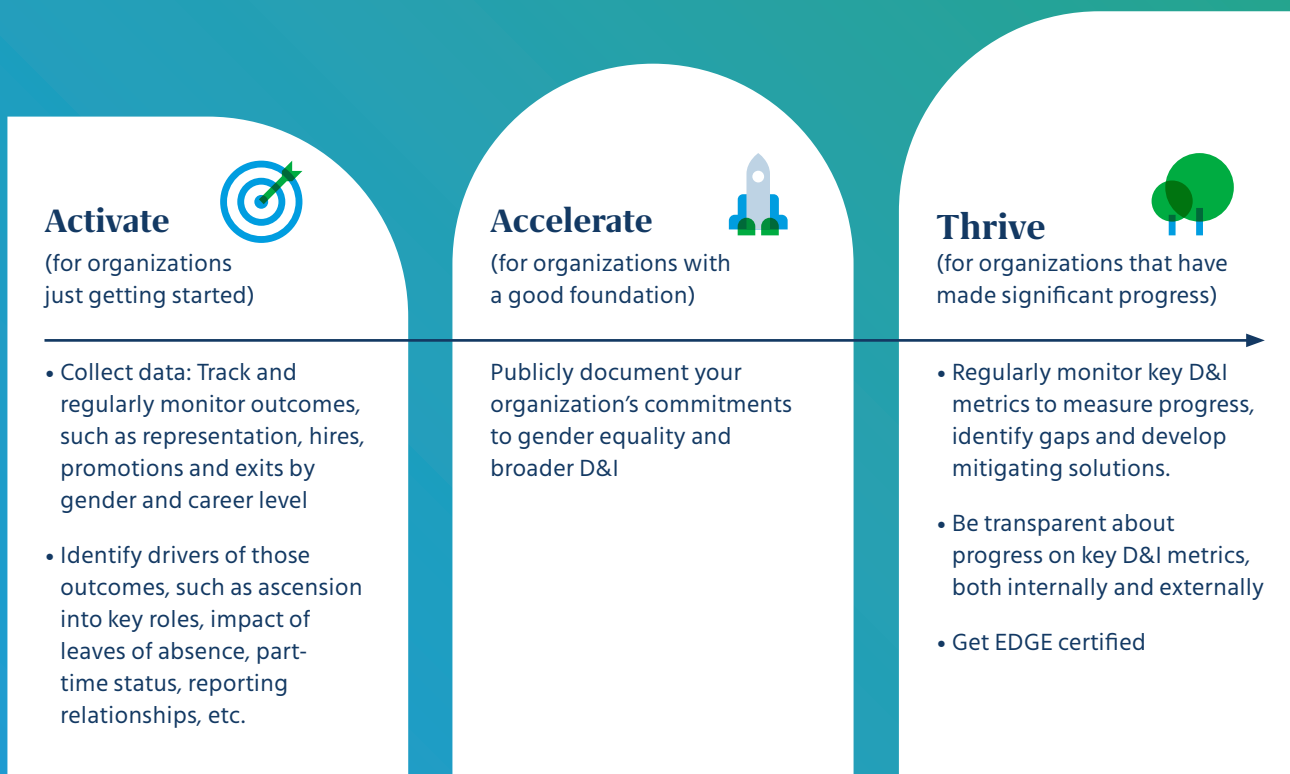 Activate
(for organizations
just getting started)
• Collect data: Track and
regularly monitor outcomes,
such as representation, hires,
promotions and exits by
gender and career level
• Identify drivers of those
outcomes, such as ascension
into key roles, impact of
leaves of absence, part-
time status, reporting
relationships, etc.
Accelerate
(for organizations with
a good foundation)
Publicly document your
organization’s commitments
to gender equality and
broader D&I
Thrive
(for organizations that have
made significant progress)
• Regularly monitor key D&I
metrics to measure progress,
identify gaps and develop
mitigating solutions.
• Be transparent about
progress on key D&I metrics,
both internally and externally
• Get EDGE certified